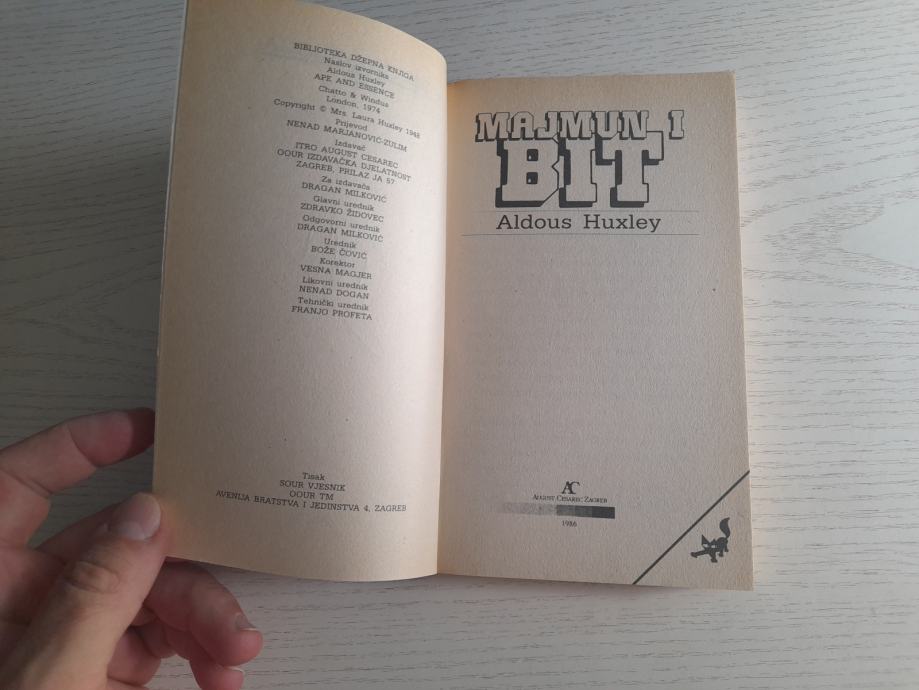 BIBLIOTEKA DŽEPNA KNJIGA
Naslov izvornika
Aldous Huxley
APE AND ESSENCE
Chatto & Windus
London, 1974
Copyright © Mrs. Laura Huxley 1948
Prijevod
NENAD MARJANOVIĆ-ZULIM
Izdavač
ITRO AUGUST CESAREC
OOUR IZDAVAČKA DJELATNOST
ZAGREB, PRILAZ JA 57
Za izdavača
DRAGAN MILKOVIĆ
Glavni urednik
ZDRAVKO ŽIDOVEC
Odgovorni urednik
DRAGAN MILKOVIĆ
Urednik
BOŽE ČOVIĆ
Korektor
VESNA MAGJER
Likovni urednik
NENAD DOGAN
Tehnički urednik
FRANJO PROFETA
Tisak
SOUR VJESNIK
OOUR TM
AVENIJA BRATSTVA I JEDINSTVA 4, ZAGREB
MAJMUN I
BIT
Aldous Huxley
AC
AUGUST CESAREC ZAGREB
1986